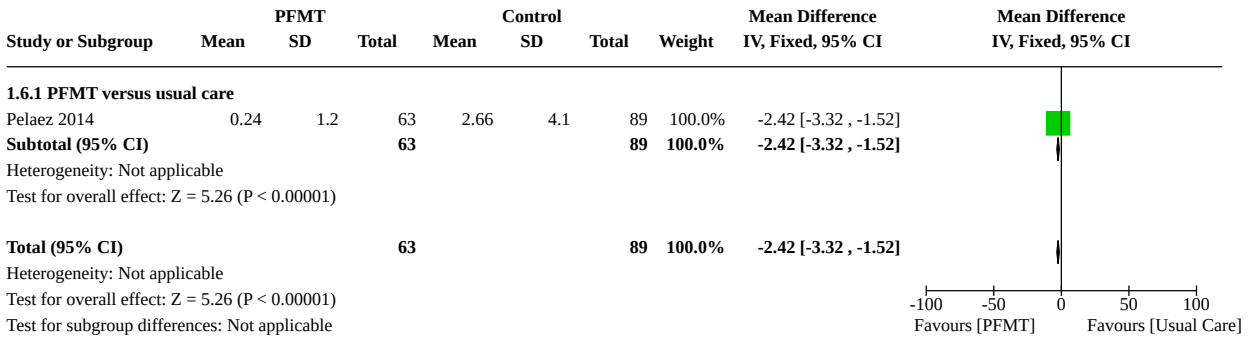 PFMT Control Mean Difference Mean Difference
Study or Subgroup Mean SD Total Mean SD Total Weight IV, Fixed, 95% CI IV, Fixed, 95% CI
1.6.1 PFMT versus usual care
Pelaez 2014 0.24 1.2 63 2.66 4.1 89 100.0% -2.42 [-3.32 , -1.52]
Subtotal (95% CI) 63 89 100.0% -2.42 [-3.32 , -1.52]
Heterogeneity: Not applicable
Test for overall effect: Z = 5.26 (P < 0.00001)
Total (95% CI) 63 89 100.0% -2.42 [-3.32 , -1.52]
Heterogeneity: Not applicable
Test for overall effect: Z = 5.26 (P < 0.00001)
Test for subgroup differences: Not applicable
-100 -50 0 50 100
Favours [PFMT] Favours [Usual Care]